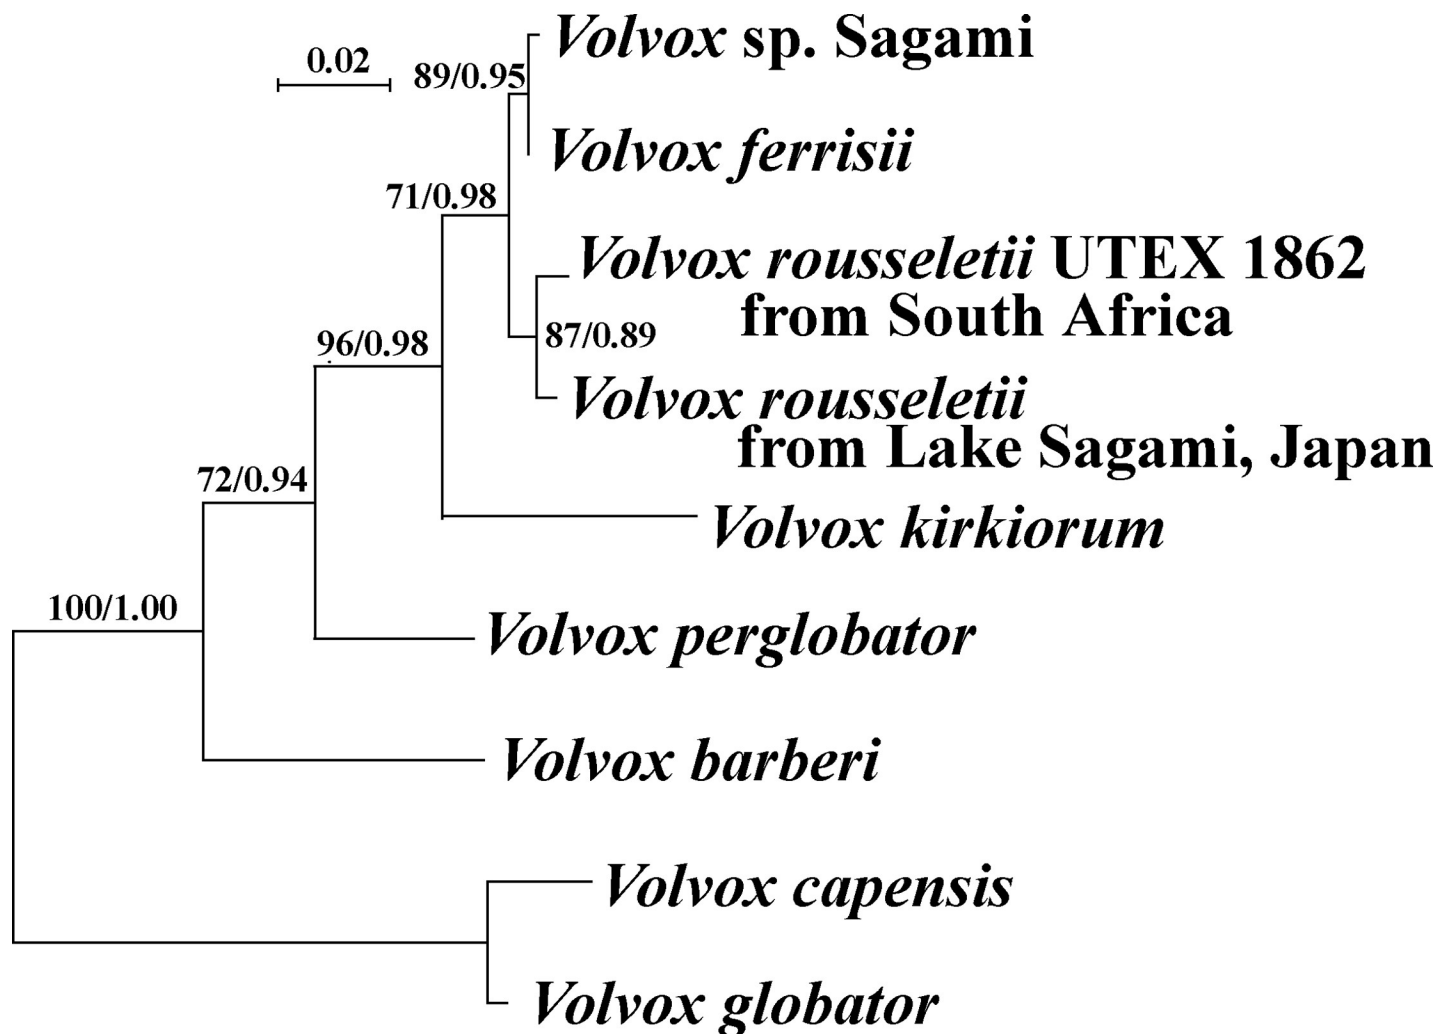 Volvox sp. Sagami
0.02
89/0.95
Volvox ferrisii
71/0.98
Volvox rousseletii UTEX 1862
from South Africa
87/0.89
96/0.98
Volvox rousseletii
from Lake Sagami, Japan
72/0.94
Volvox kirkiorum
100/1.00
Volvox perglobator
Volvox barberi
Volvox capensis
Volvox globator